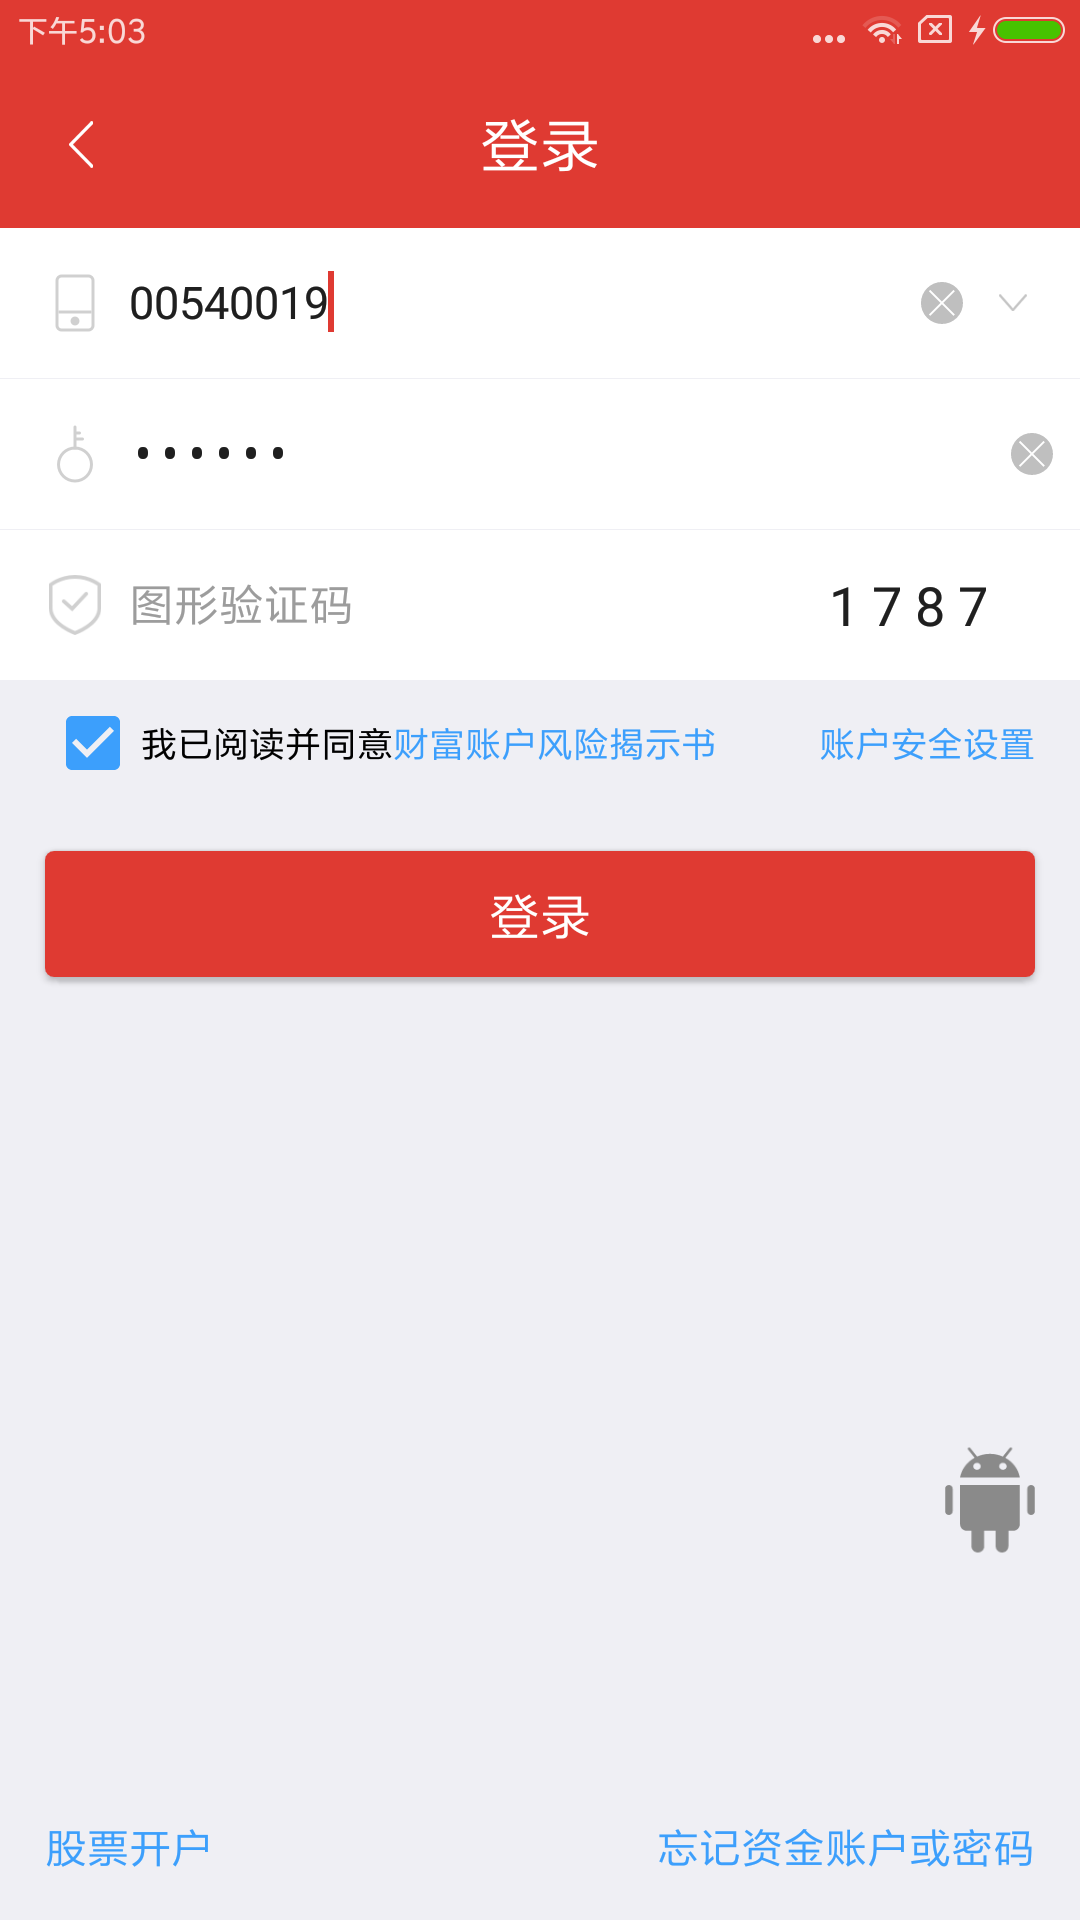 下午5:03
登录
00540019
••••••
图形验证码 1787
我已阅读并同意财富账户风险揭示书 账户安全设置
登录
股票开户 忘记资金账户或密码